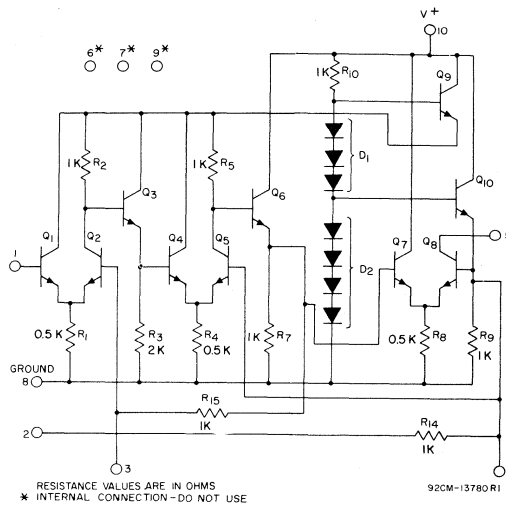 V+
10
6* 7* 9*
1K R10
Q9
D1
1K R2
1K R5
Q3
Q6
Q10
Q1 Q2
Q4 Q5
D2
Q7 Q8
1
0.5K R1
R3
2K
R4
0.5K
1K R7
0.5K R8
R9
1K
GROUND
8
R15
1K
2
R14
1K
3
RESISTANCE VALUES ARE IN OHMS
* INTERNAL CONNECTION-DO NOT USE
92CM-13780R1